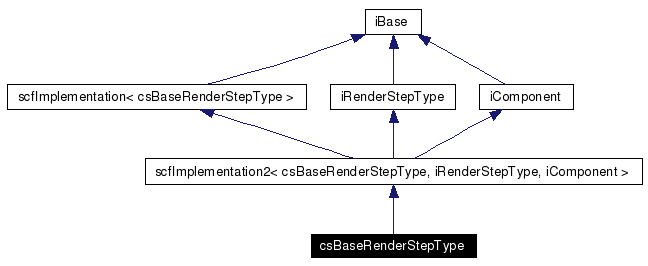 iBase
scfImplementation< csBaseRenderStepType >
iRenderStepType
iComponent
scfImplementation2< csBaseRenderStepType, iRenderStepType, iComponent >
csBaseRenderStepType